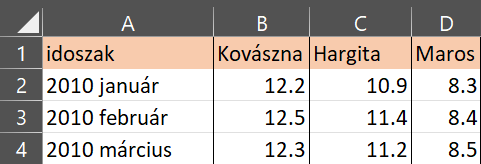 A B C D
1 idoszak Kovászna Hargita Maros
2 2010 január 12.2 10.9 8.3
3 2010 február 12.5 11.4 8.4
4 2010 március 12.3 11.2 8.5